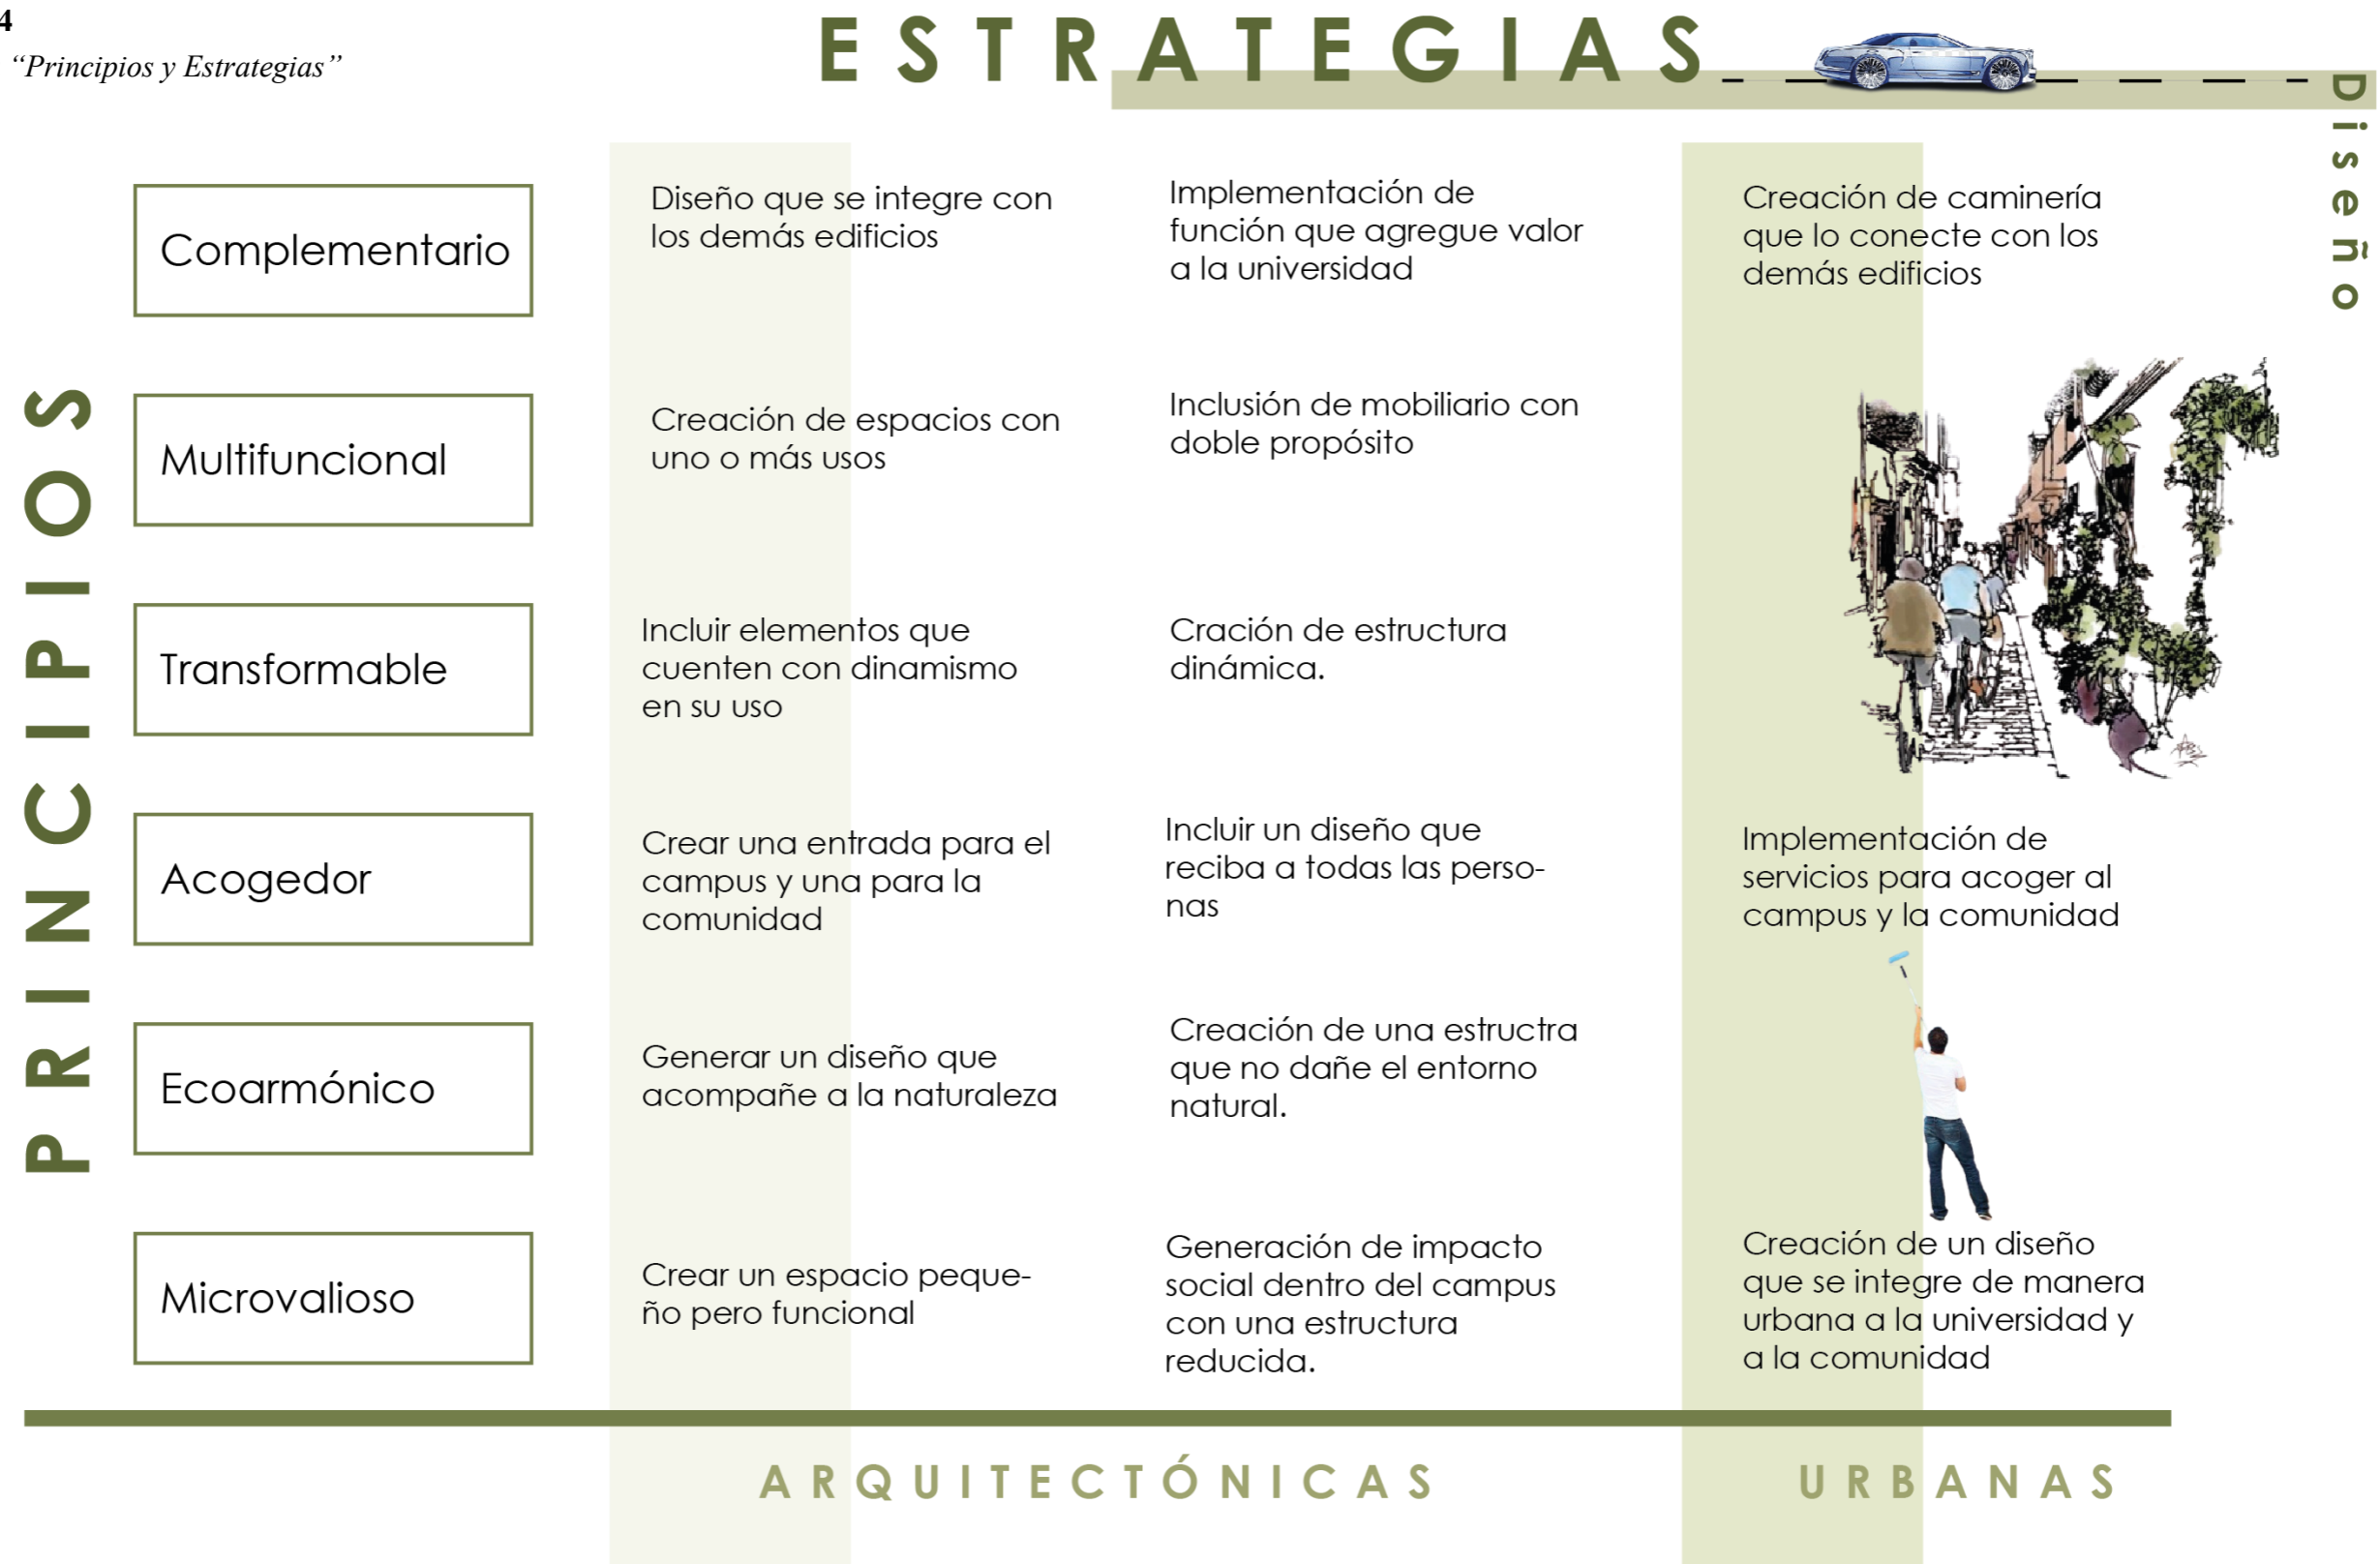 4
“Principios y Estrategias”
ESTRATEGIAS
Diseño
PRINCIPIOS
Complementario
Diseño que se integre con
los demás edificios
Implementación de
función que agregue valor
a la universidad
Creación de caminería
que lo conecte con los
demás edificios
Multifuncional
Creación de espacios con
uno o más usos
Inclusión de mobiliario con
doble propósito
Transformable
Incluir elementos que
cuenten con dinamismo
en su uso
Cración de estructura
dinámica.
Acogedor
Crear una entrada para el
campus y una para la
comunidad
Incluir un diseño que
reciba a todas las perso-
nas
Implementación de
servicios para acoger al
campus y la comunidad
Ecoarmónico
Generar un diseño que
acompañe a la naturaleza
Creación de una estructra
que no dañe el entorno
natural.
Microvalioso
Crear un espacio peque-
ño pero funcional
Generación de impacto
social dentro del campus
con una estructura
reducida.
Creación de un diseño
que se integre de manera
urbana a la universidad y
a la comunidad
ARQUITECTÓNICAS
URBANAS